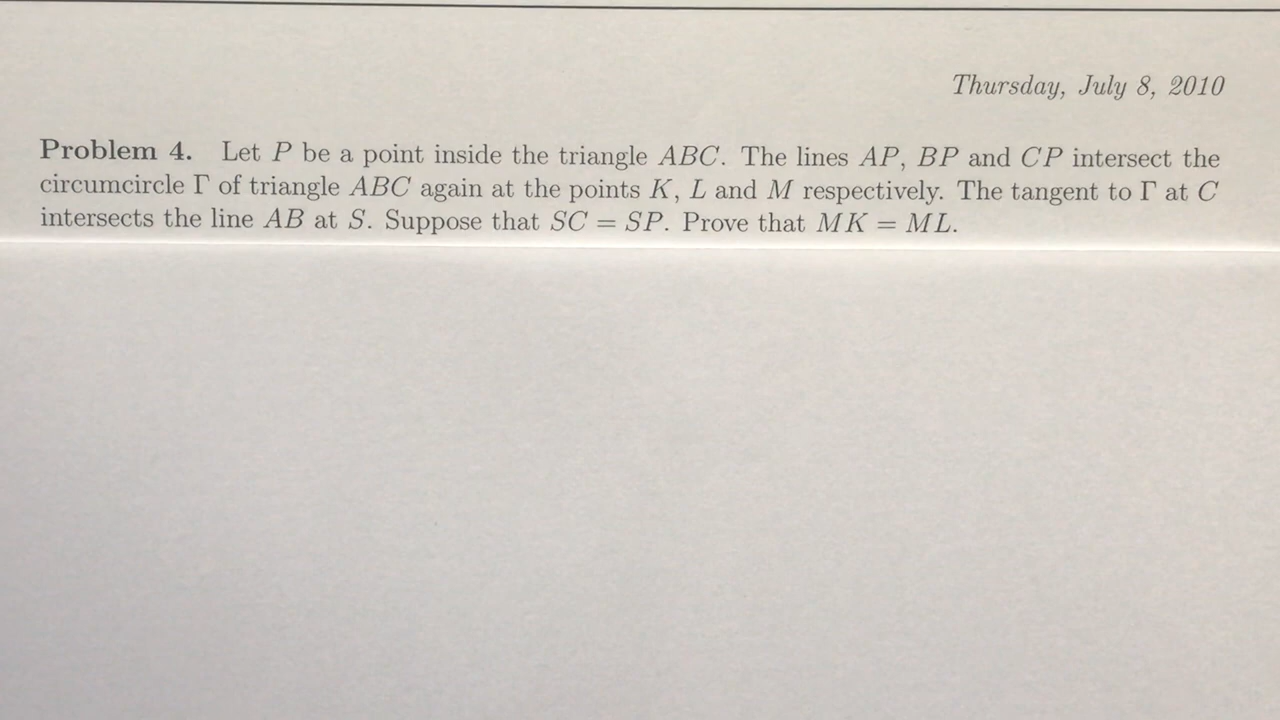 Thursday, July 8, 2010
Problem 4. Let P be a point inside the triangle ABC. The lines AP, BP and CP intersect the
circumcircle Γ of triangle ABC again at the points K, L and M respectively. The tangent to Γ at C
intersects the line AB at S. Suppose that SC = SP. Prove that MK = ML.